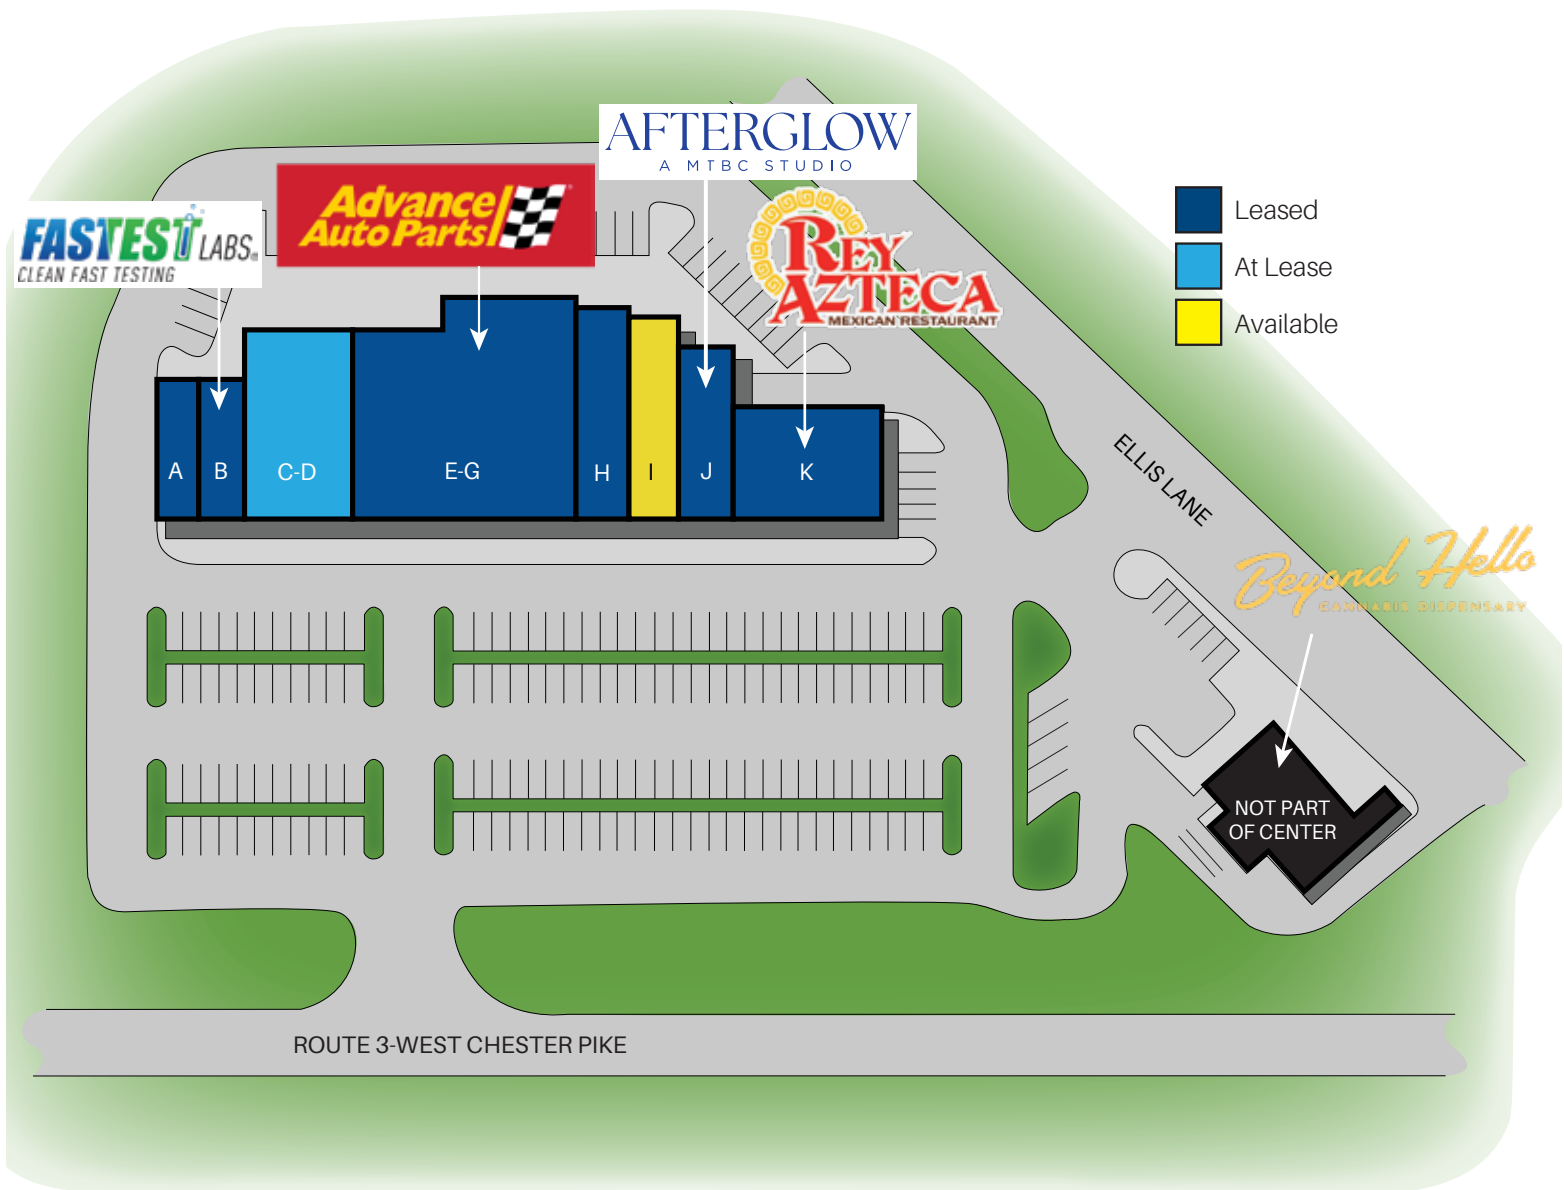 AFTERGLOW
A MTBC STUDIO
Advance
Auto Parts
FASTEST LABS
CLEAN FAST TESTING
REY
AZTECA
MEXICAN RESTAURANT
Leased
At Lease
Available
A
B
C-D
E-G
H
I
J
K
ELLIS LANE
Beyond Hello
CANNABIS DISPENSARY
NOT PART
OF CENTER
ROUTE 3-WEST CHESTER PIKE